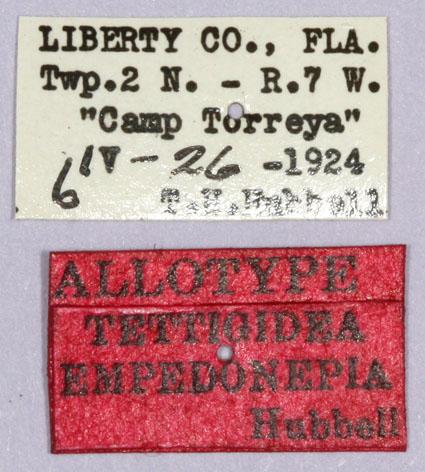 LIBERTY CO., FLA.
Twp.2 N. - R.7 W.
"Camp Torreya"
6 IV - 26 -1924
T.H.Hubbell
ALLOTYPE
TETTIGIDEA
EMPEDONEPIA
Hubbell